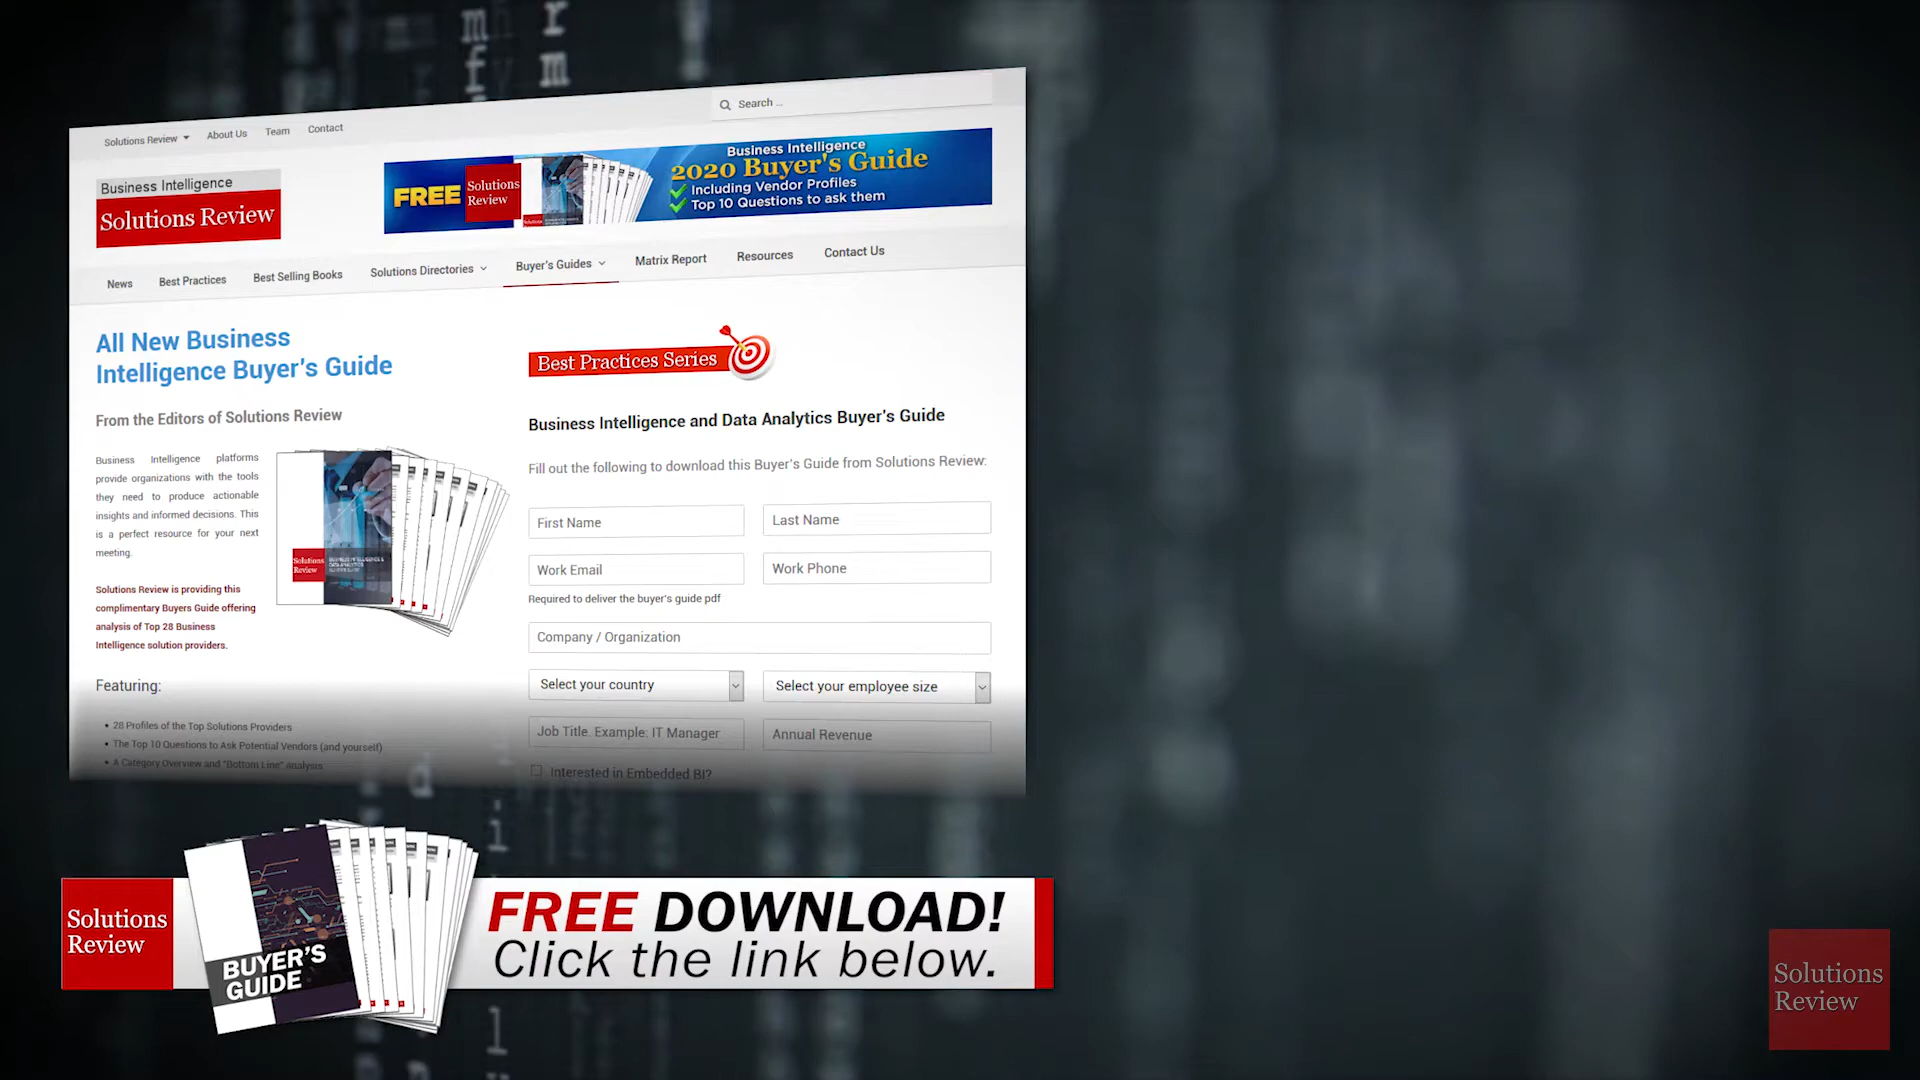 Search ...
Solutions Review
About Us
Team
Contact
Business Intelligence
Solutions Review
FREE
Solutions
Review
Business Intelligence
2020 Buyer's Guide
Including Vendor Profiles
Top 10 Questions to ask them
News
Best Practices
Best Selling Books
Solutions Directories
Buyer's Guides
Matrix Report
Resources
Contact Us
All New Business
Intelligence Buyer's Guide
From the Editors of Solutions Review
Business Intelligence platforms
provide organizations with the tools
they need to produce actionable
insights and informed decisions. This
is a perfect resource for your next
meeting.
Solutions Review is providing this
complimentary Buyers Guide offering
analysis of Top 28 Business
Intelligence solution providers.
Solutions
Review
Featuring:
• 28 Profiles of the Top Solutions Providers
• The Top 10 Questions to Ask Potential Vendors (and yourself)
• A Category Overview and "Bottom Line" analysis
Best Practices Series
Business Intelligence and Data Analytics Buyer's Guide
Fill out the following to download this Buyer's Guide from Solutions Review:
First Name
Last Name
Work Email
Work Phone
Required to deliver the buyer's guide pdf
Company / Organization
Select your country
Select your employee size
Job Title. Example: IT Manager
Annual Revenue
Interested in Embedded BI?
Solutions
Review
BUYER'S
GUIDE
FREE DOWNLOAD!
Click the link below.
Solutions
Review